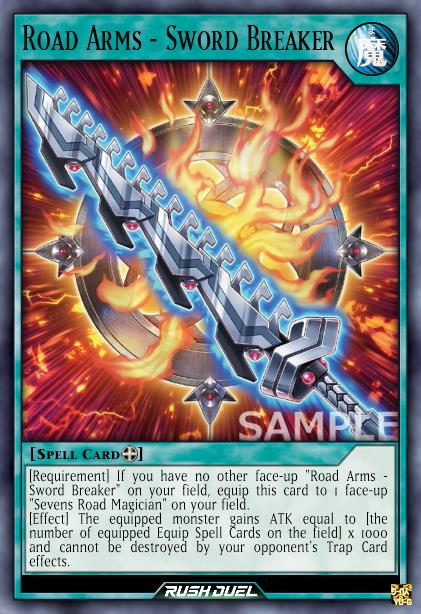 Road Arms - Sword Breaker
ま
魔
SAMPLE
[Spell Card]
[Requirement] If you have no other face-up "Road Arms -
Sword Breaker" on your field, equip this card to 1 face-up
"Sevens Road Magician" on your field.
[Effect] The equipped monster gains ATK equal to [the
number of equipped Equip Spell Cards on the field] x 1000
and cannot be destroyed by your opponent's Trap Card
effects.
RUSH DUEL